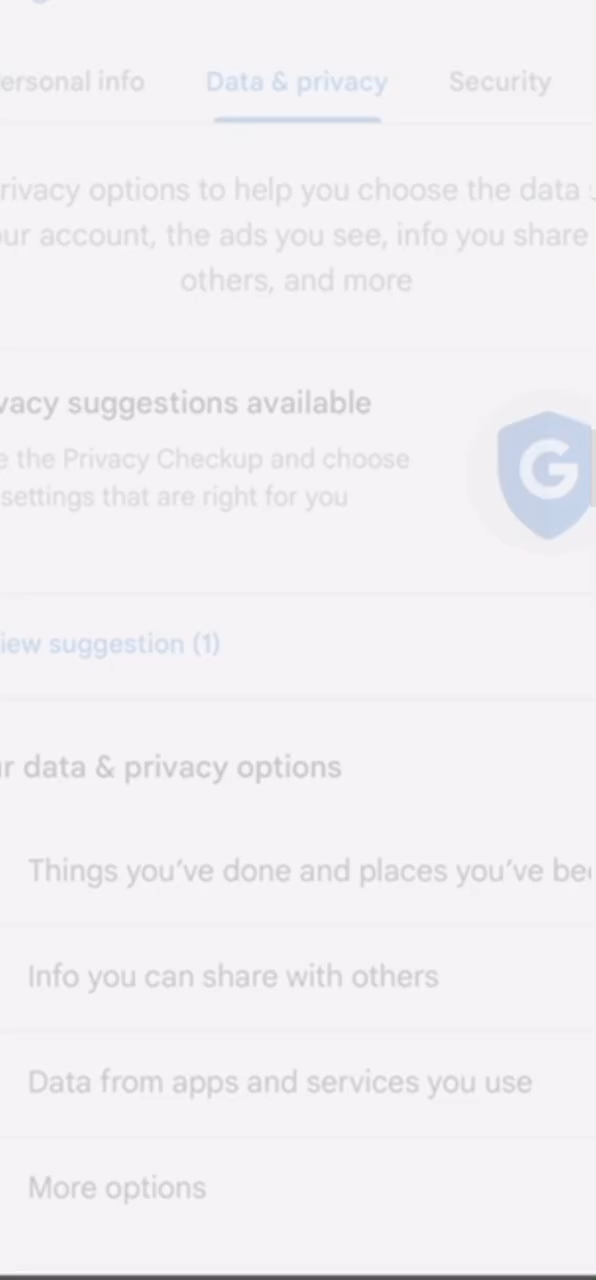 ersonal info Data & privacy Security
rivacy options to help you choose the data
our account, the ads you see, info you share
others, and more
vacy suggestions available
e the Privacy Checkup and choose
settings that are right for you
G
iew suggestion (1)
ur data & privacy options
Things you’ve done and places you’ve bee
Info you can share with others
Data from apps and services you use
More options